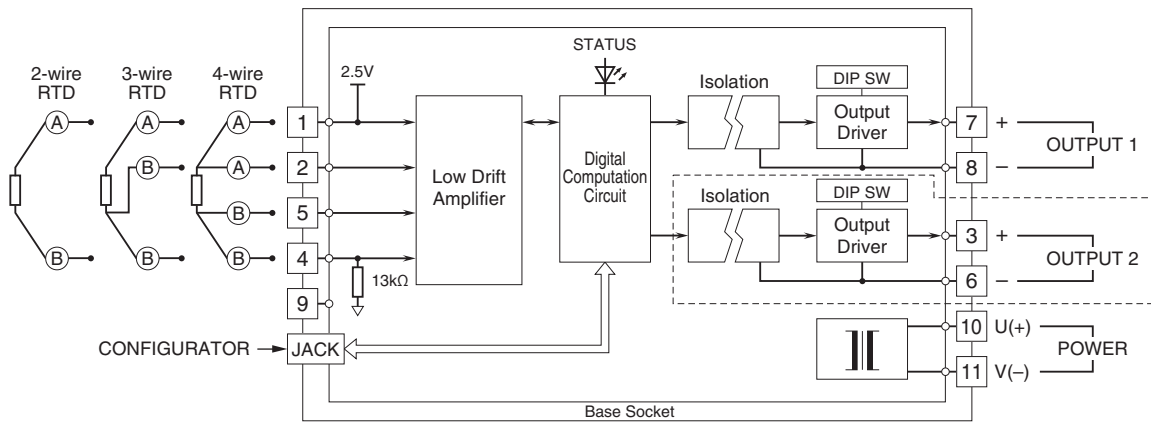 STATUS
2-wire
RTD
3-wire
RTD
4-wire
RTD
A
A
A
B
A
B
B
B
B
1
2
5
4
9
JACK
CONFIGURATOR
2.5V
13kΩ
Low Drift
Amplifier
Digital
Computation
Circuit
Isolation
DIP SW
Output
Driver
7 +
8 –
OUTPUT 1
Isolation
DIP SW
Output
Driver
3 +
6 –
OUTPUT 2
10 U(+)
11 V(–)
POWER
Base Socket